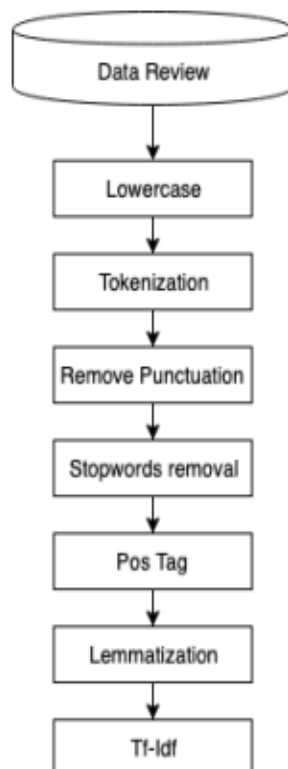 Data Review
Lowercase
Tokenization
Remove Punctuation
Stopwords removal
Pos Tag
Lemmatization
Tf-Idf